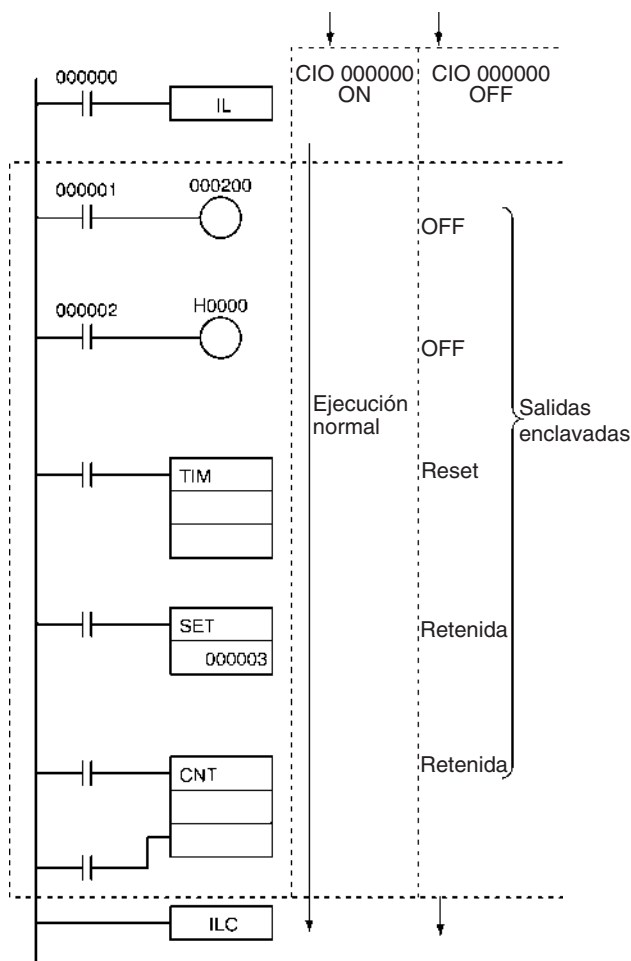 000000
IL
CIO 000000
ON
CIO 000000
OFF
000001
000200
OFF
000002
H0000
OFF
Ejecución
normal
Salidas
enclavadas
TIM
Reset
SET
000003
Retenida
CNT
Retenida
ILC